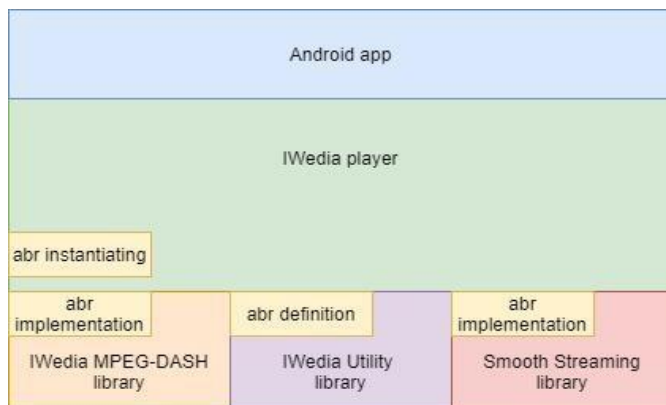 Android app
IWedia player
abr instantiating
abr
implementation
abr definition
abr
implementation
IWedia MPEG-DASH
library
IWedia Utility
library
Smooth Streaming
library